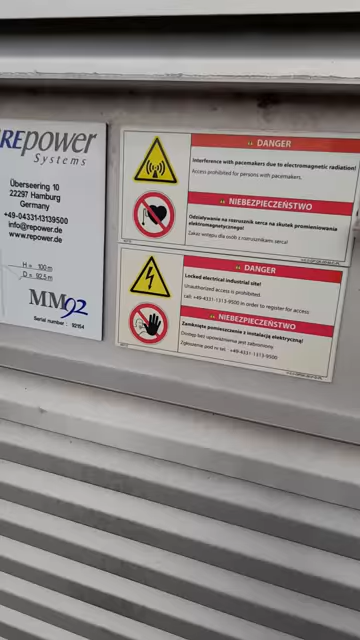 REpower
Systems
Überseering 10
22297 Hamburg
Germany
+49-04331-13139500
info@repower.de
www.repower.de
H = 100 m
D = 92,5 m
MM92
Serial number : 92154
DANGER
Interference with pacemakers due to electromagnetic radiation!
Access prohibited for persons with pacemakers.
NIEBEZPIECZEŃSTWO
Oddziaływanie na rozrusznik serca na skutek promieniowania
elektromagnetycznego!
Zakaz wstępu dla osób z rozrusznikami serca!
DANGER
Locked electrical industrial site!
Unauthorized access is prohibited.
call: +49-4331-1313-9500 in order to register for access
NIEBEZPIECZEŃSTWO
Zamknięte pomieszczenie z instalacją elektryczną!
Dostęp bez upoważnienia jest zabroniony.
Zgłoszenie pod nr tel.: +49-4331-1313-9500